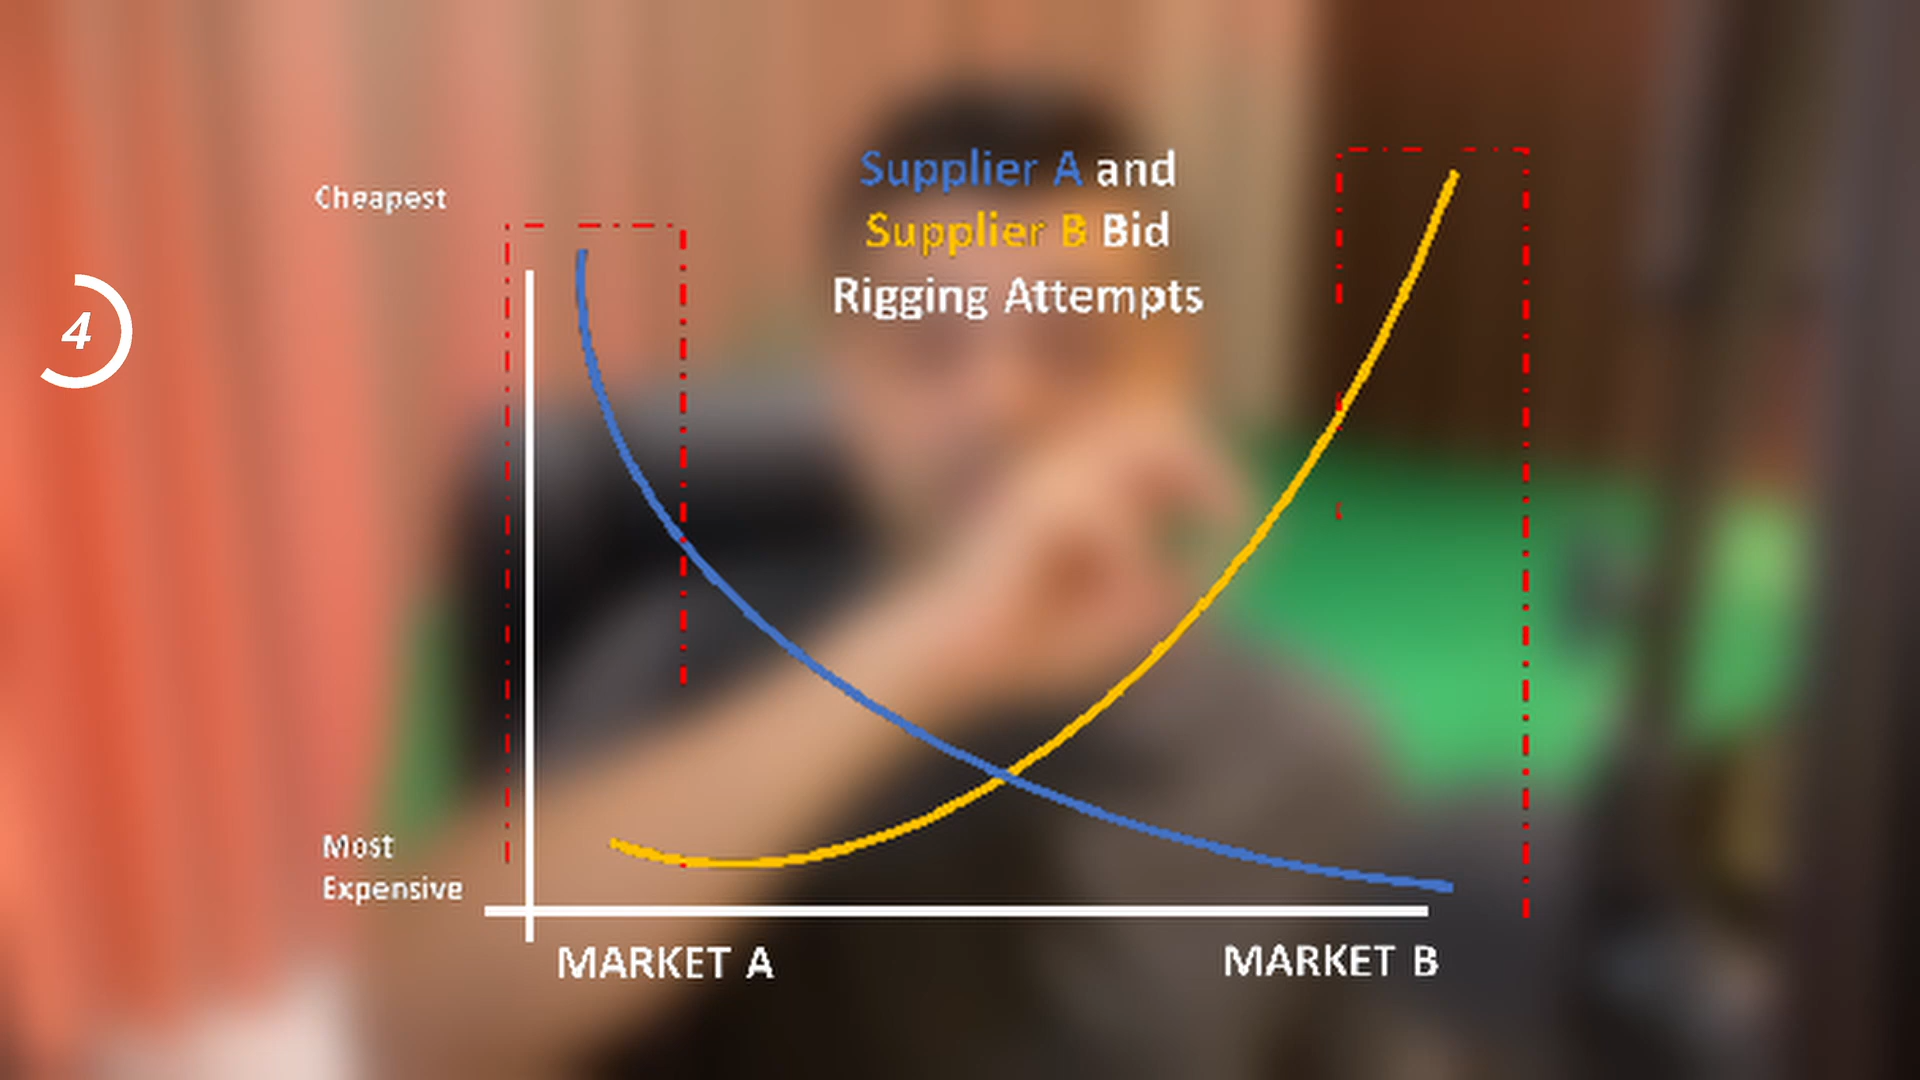 Supplier A and
Supplier B Bid
Rigging Attempts
Cheapest
4
Most
Expensive
MARKET A
MARKET B